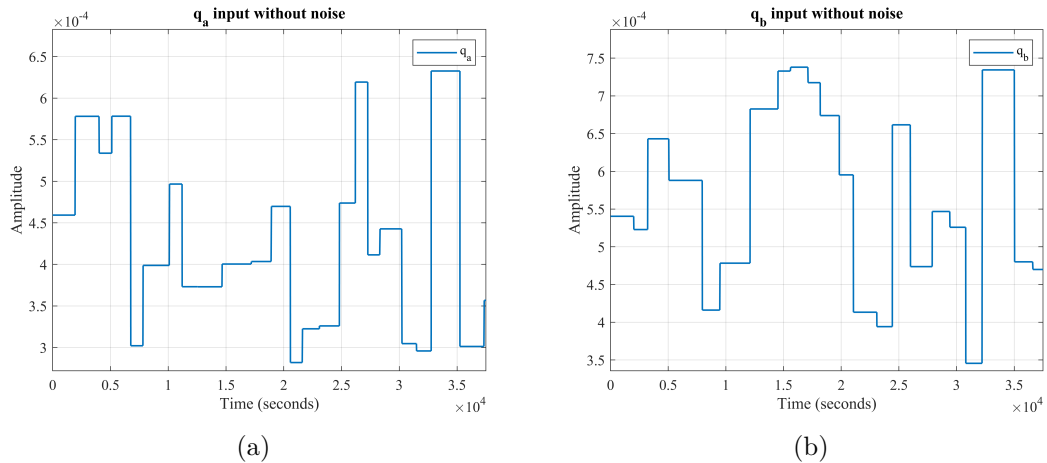 q_a input without noise
×10^-4
6.5
6
5.5
5
4.5
4
3.5
3
Amplitude
0 0.5 1 1.5 2 2.5 3 3.5
Time (seconds)
×10^4
q_a
(a)
q_b input without noise
×10^-4
7.5
7
6.5
6
5.5
5
4.5
4
3.5
Amplitude
0 0.5 1 1.5 2 2.5 3 3.5
Time (seconds)
×10^4
q_b
(b)